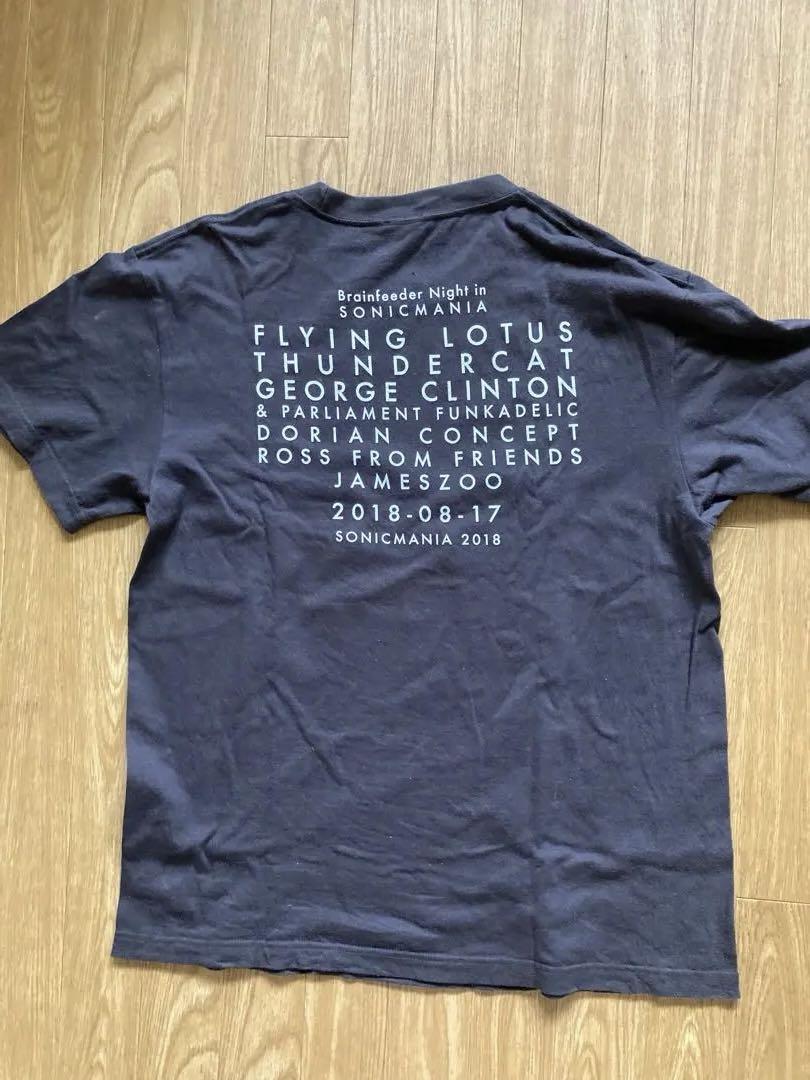 Brainfeeder Night in
SONICMANIA
FLYING LOTUS
THUNDERCAT
GEORGE CLINTON
& PARLIAMENT FUNKADELIC
DORIAN CONCEPT
ROSS FROM FRIENDS
JAMESZOO
2018-08-17
SONICMANIA 2018